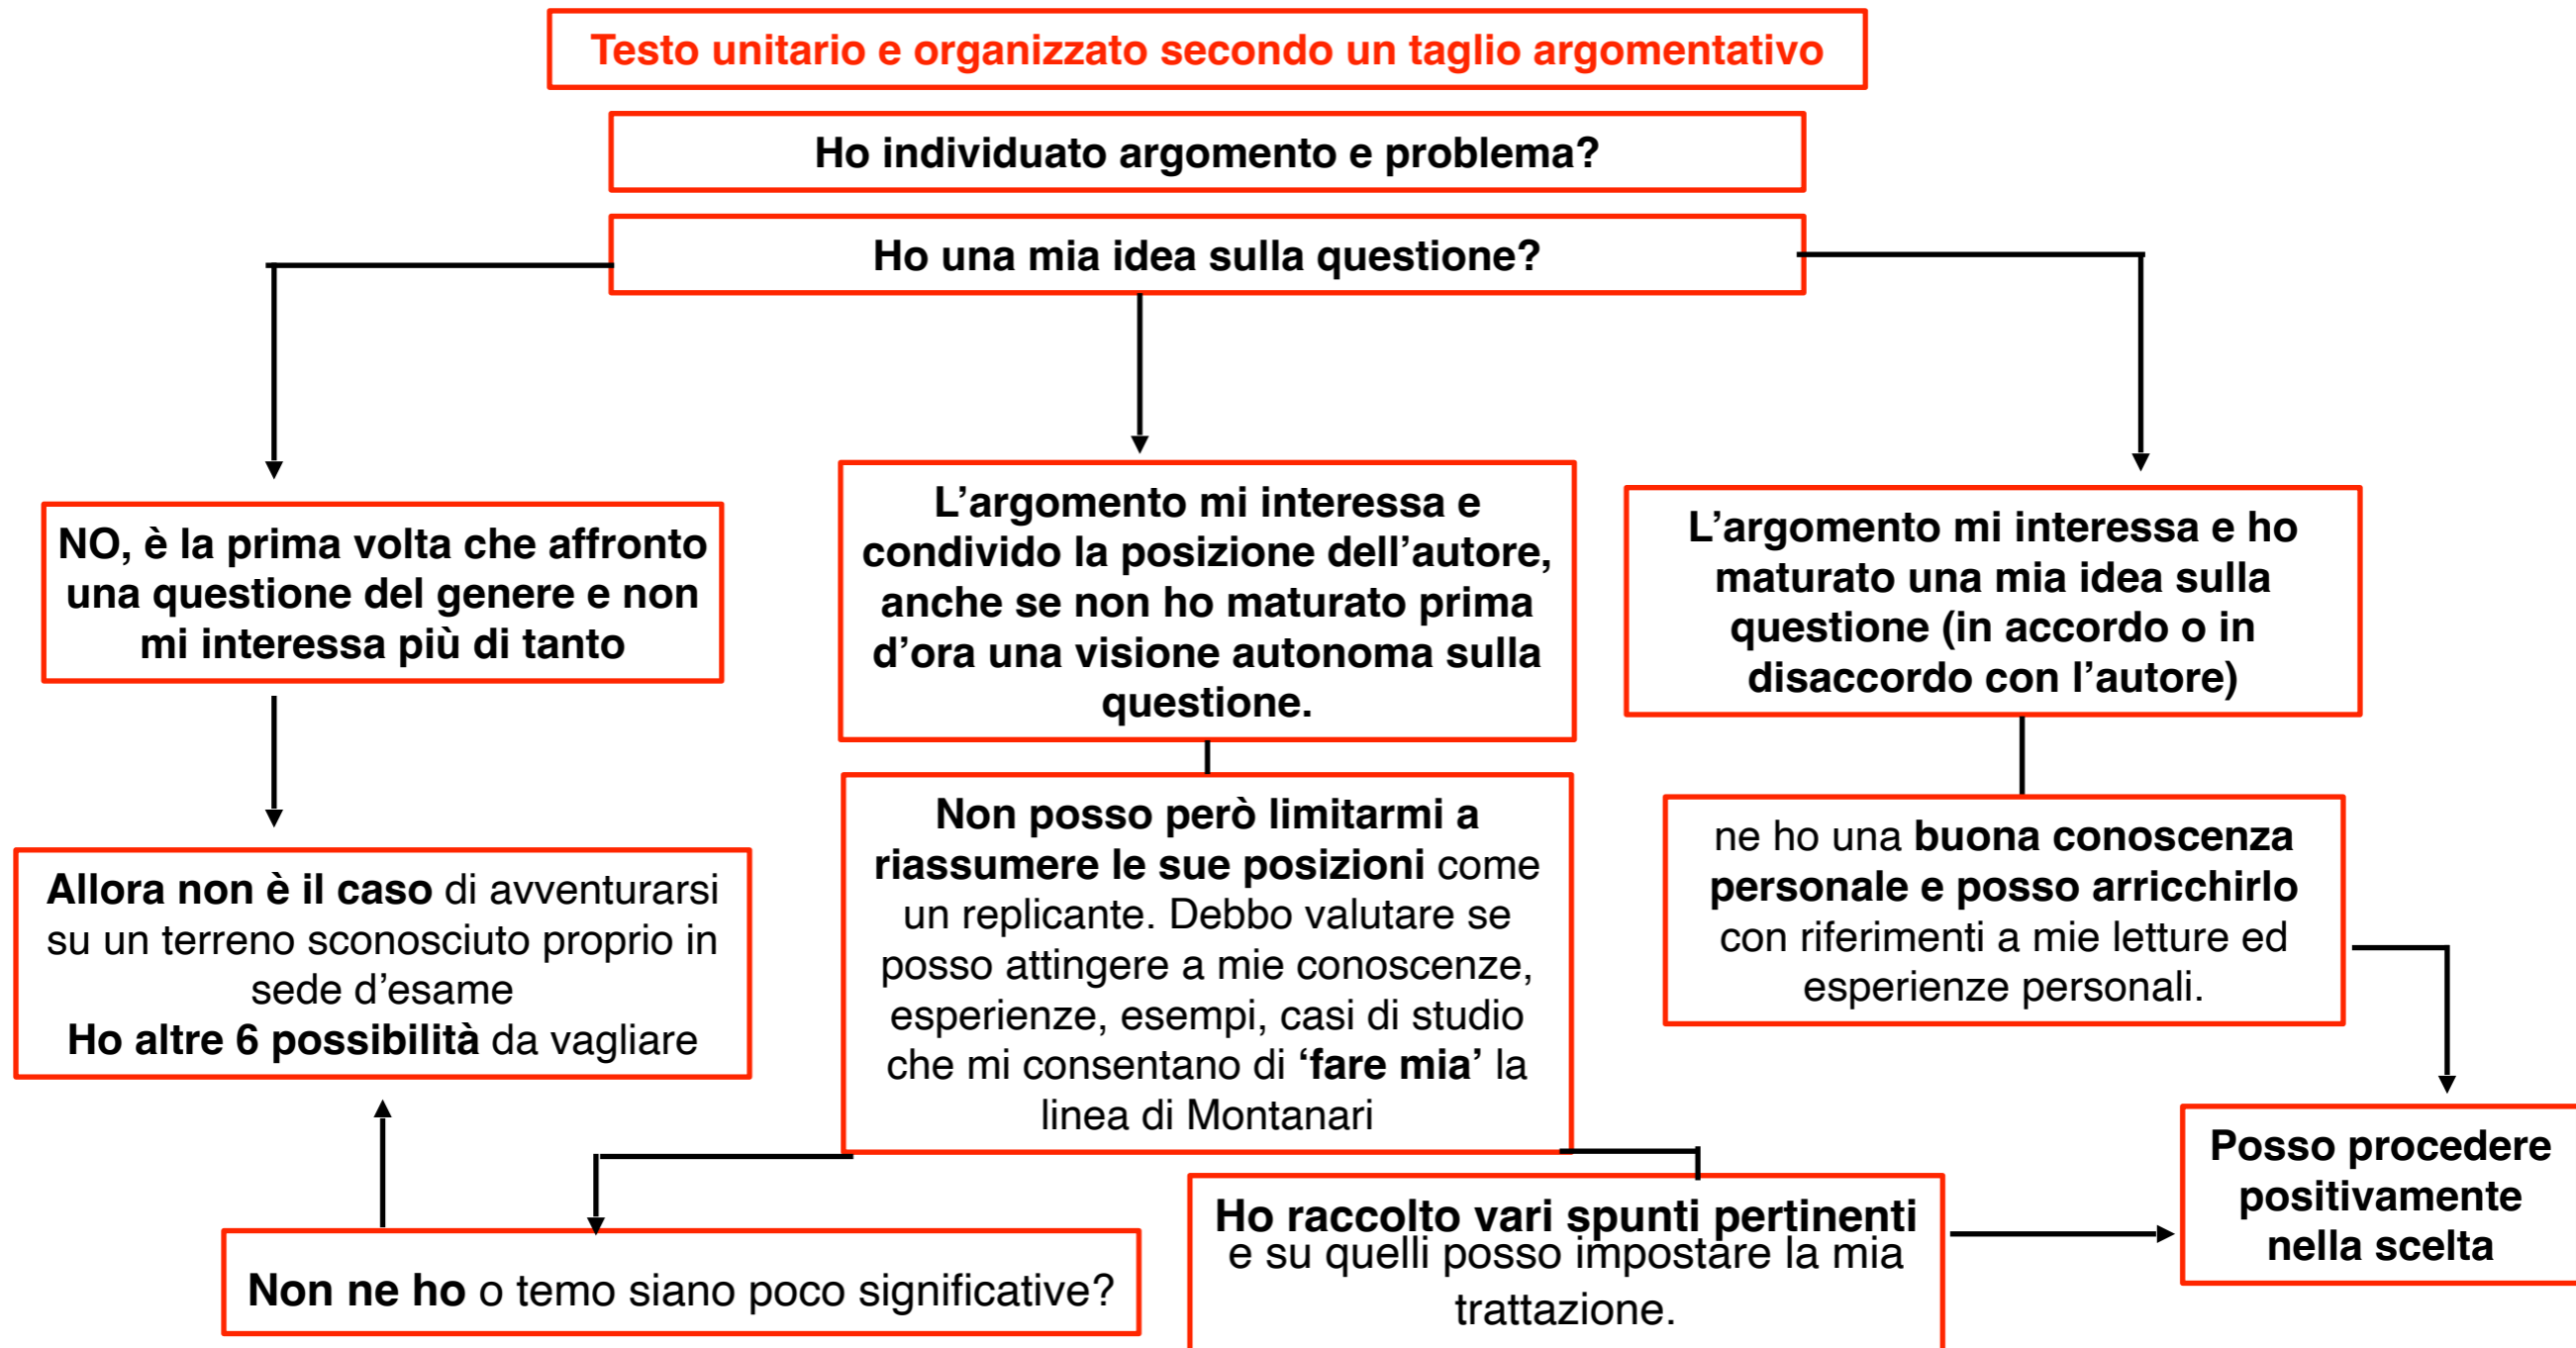 Testo unitario e organizzato secondo un taglio argomentativo
Ho individuato argomento e problema?
Ho una mia idea sulla questione?
NO, è la prima volta che affronto
una questione del genere e non
mi interessa più di tanto
L’argomento mi interessa e
condivido la posizione dell’autore,
anche se non ho maturato prima
d’ora una visione autonoma sulla
questione.
L’argomento mi interessa e ho
maturato una mia idea sulla
questione (in accordo o in
disaccordo con l’autore)
Allora non è il caso di avventurarsi
su un terreno sconosciuto proprio in
sede d’esame
Ho altre 6 possibilità da vagliare
Non posso però limitarmi a
riassumere le sue posizioni come
un replicante. Debbo valutare se
posso attingere a mie conoscenze,
esperienze, esempi, casi di studio
che mi consentano di ‘fare mia’ la
linea di Montanari
ne ho una buona conoscenza
personale e posso arricchirlo
con riferimenti a mie letture ed
esperienze personali.
Non ne ho o temo siano poco significative?
Ho raccolto vari spunti pertinenti
e su quelli posso impostare la mia
trattazione.
Posso procedere
positivamente
nella scelta